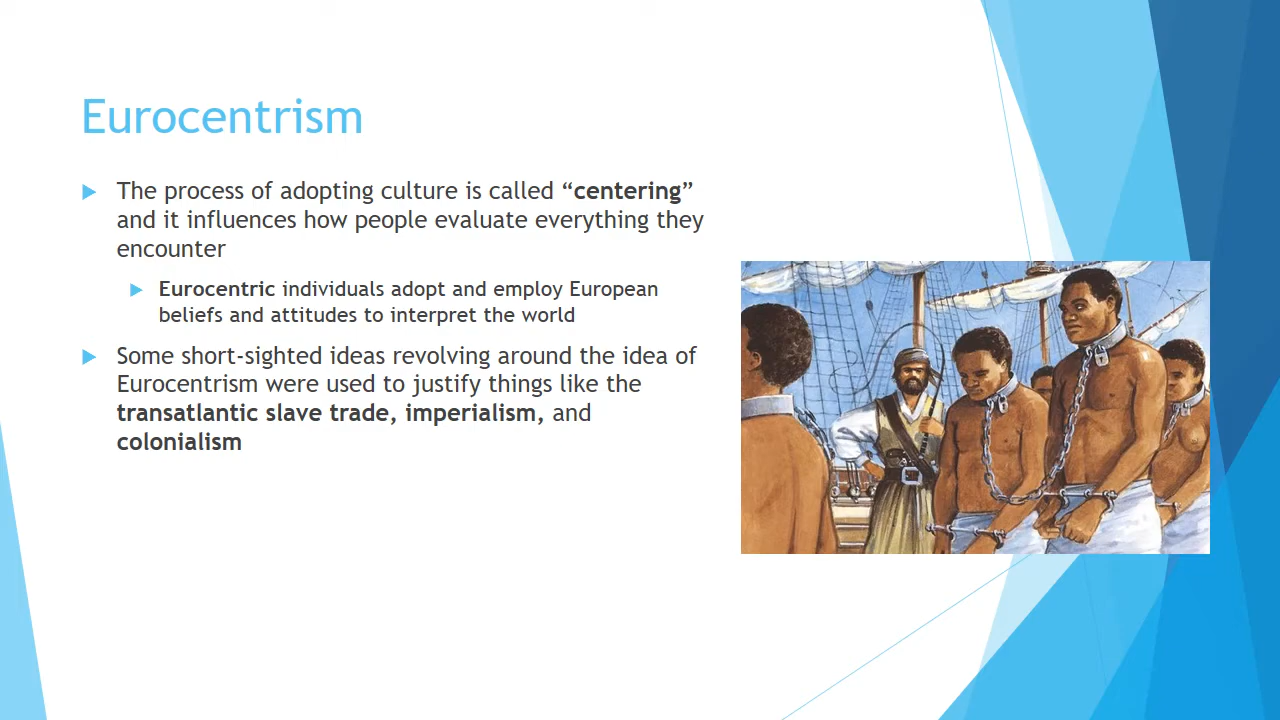 Eurocentrism
The process of adopting culture is called “centering”
and it influences how people evaluate everything they
encounter
Eurocentric individuals adopt and employ European
beliefs and attitudes to interpret the world
Some short-sighted ideas revolving around the idea of
Eurocentrism were used to justify things like the
transatlantic slave trade, imperialism, and
colonialism